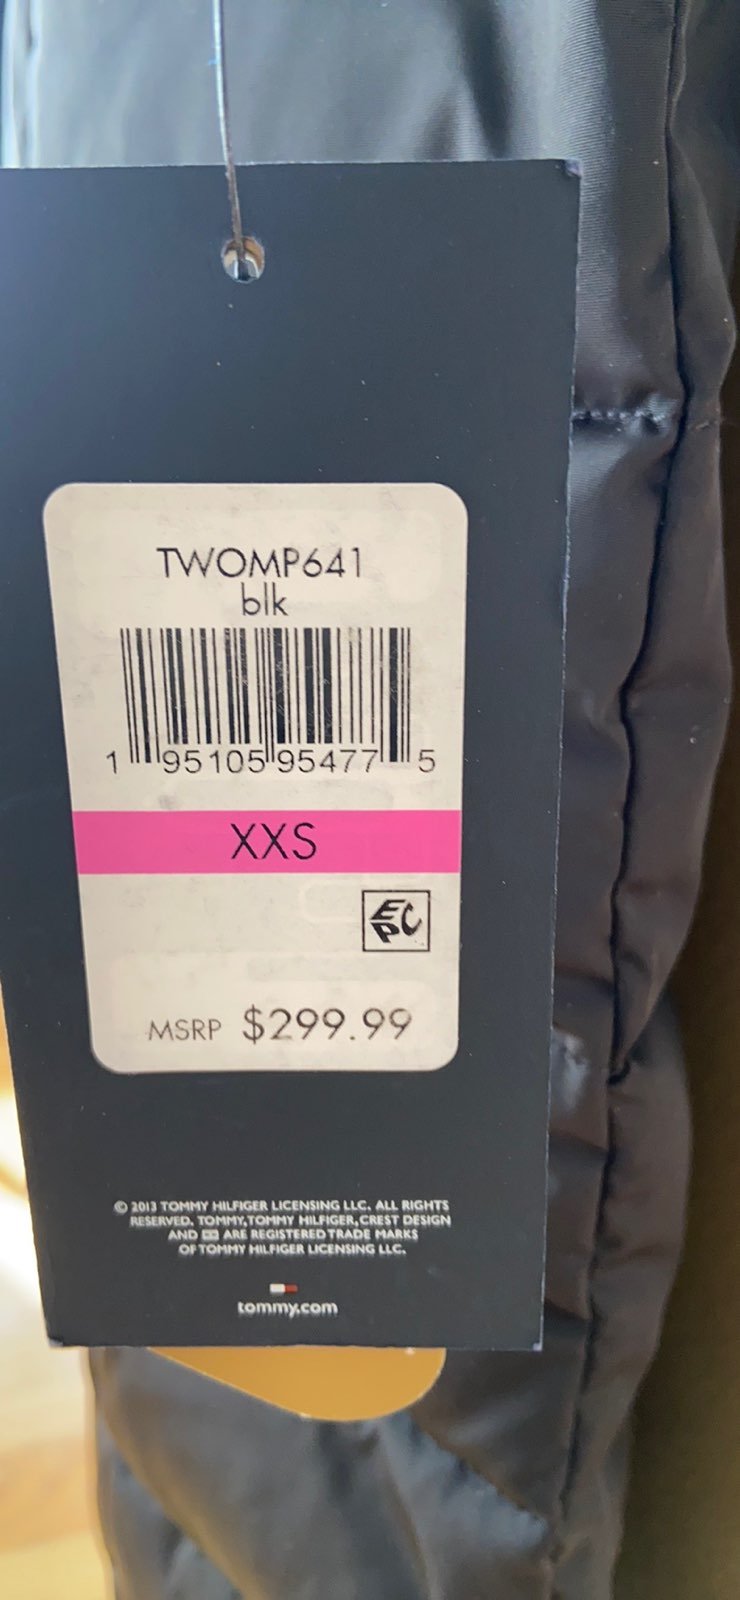 TWOMP641
blk
1 95105 95477 5
XXS
EPC
MSRP $299.99
© 2013 TOMMY HILFIGER LICENSING LLC. ALL RIGHTS
RESERVED. TOMMY, TOMMY HILFIGER, CREST DESIGN
AND ARE REGISTERED TRADE MARKS
OF TOMMY HILFIGER LICENSING LLC.
tommy.com